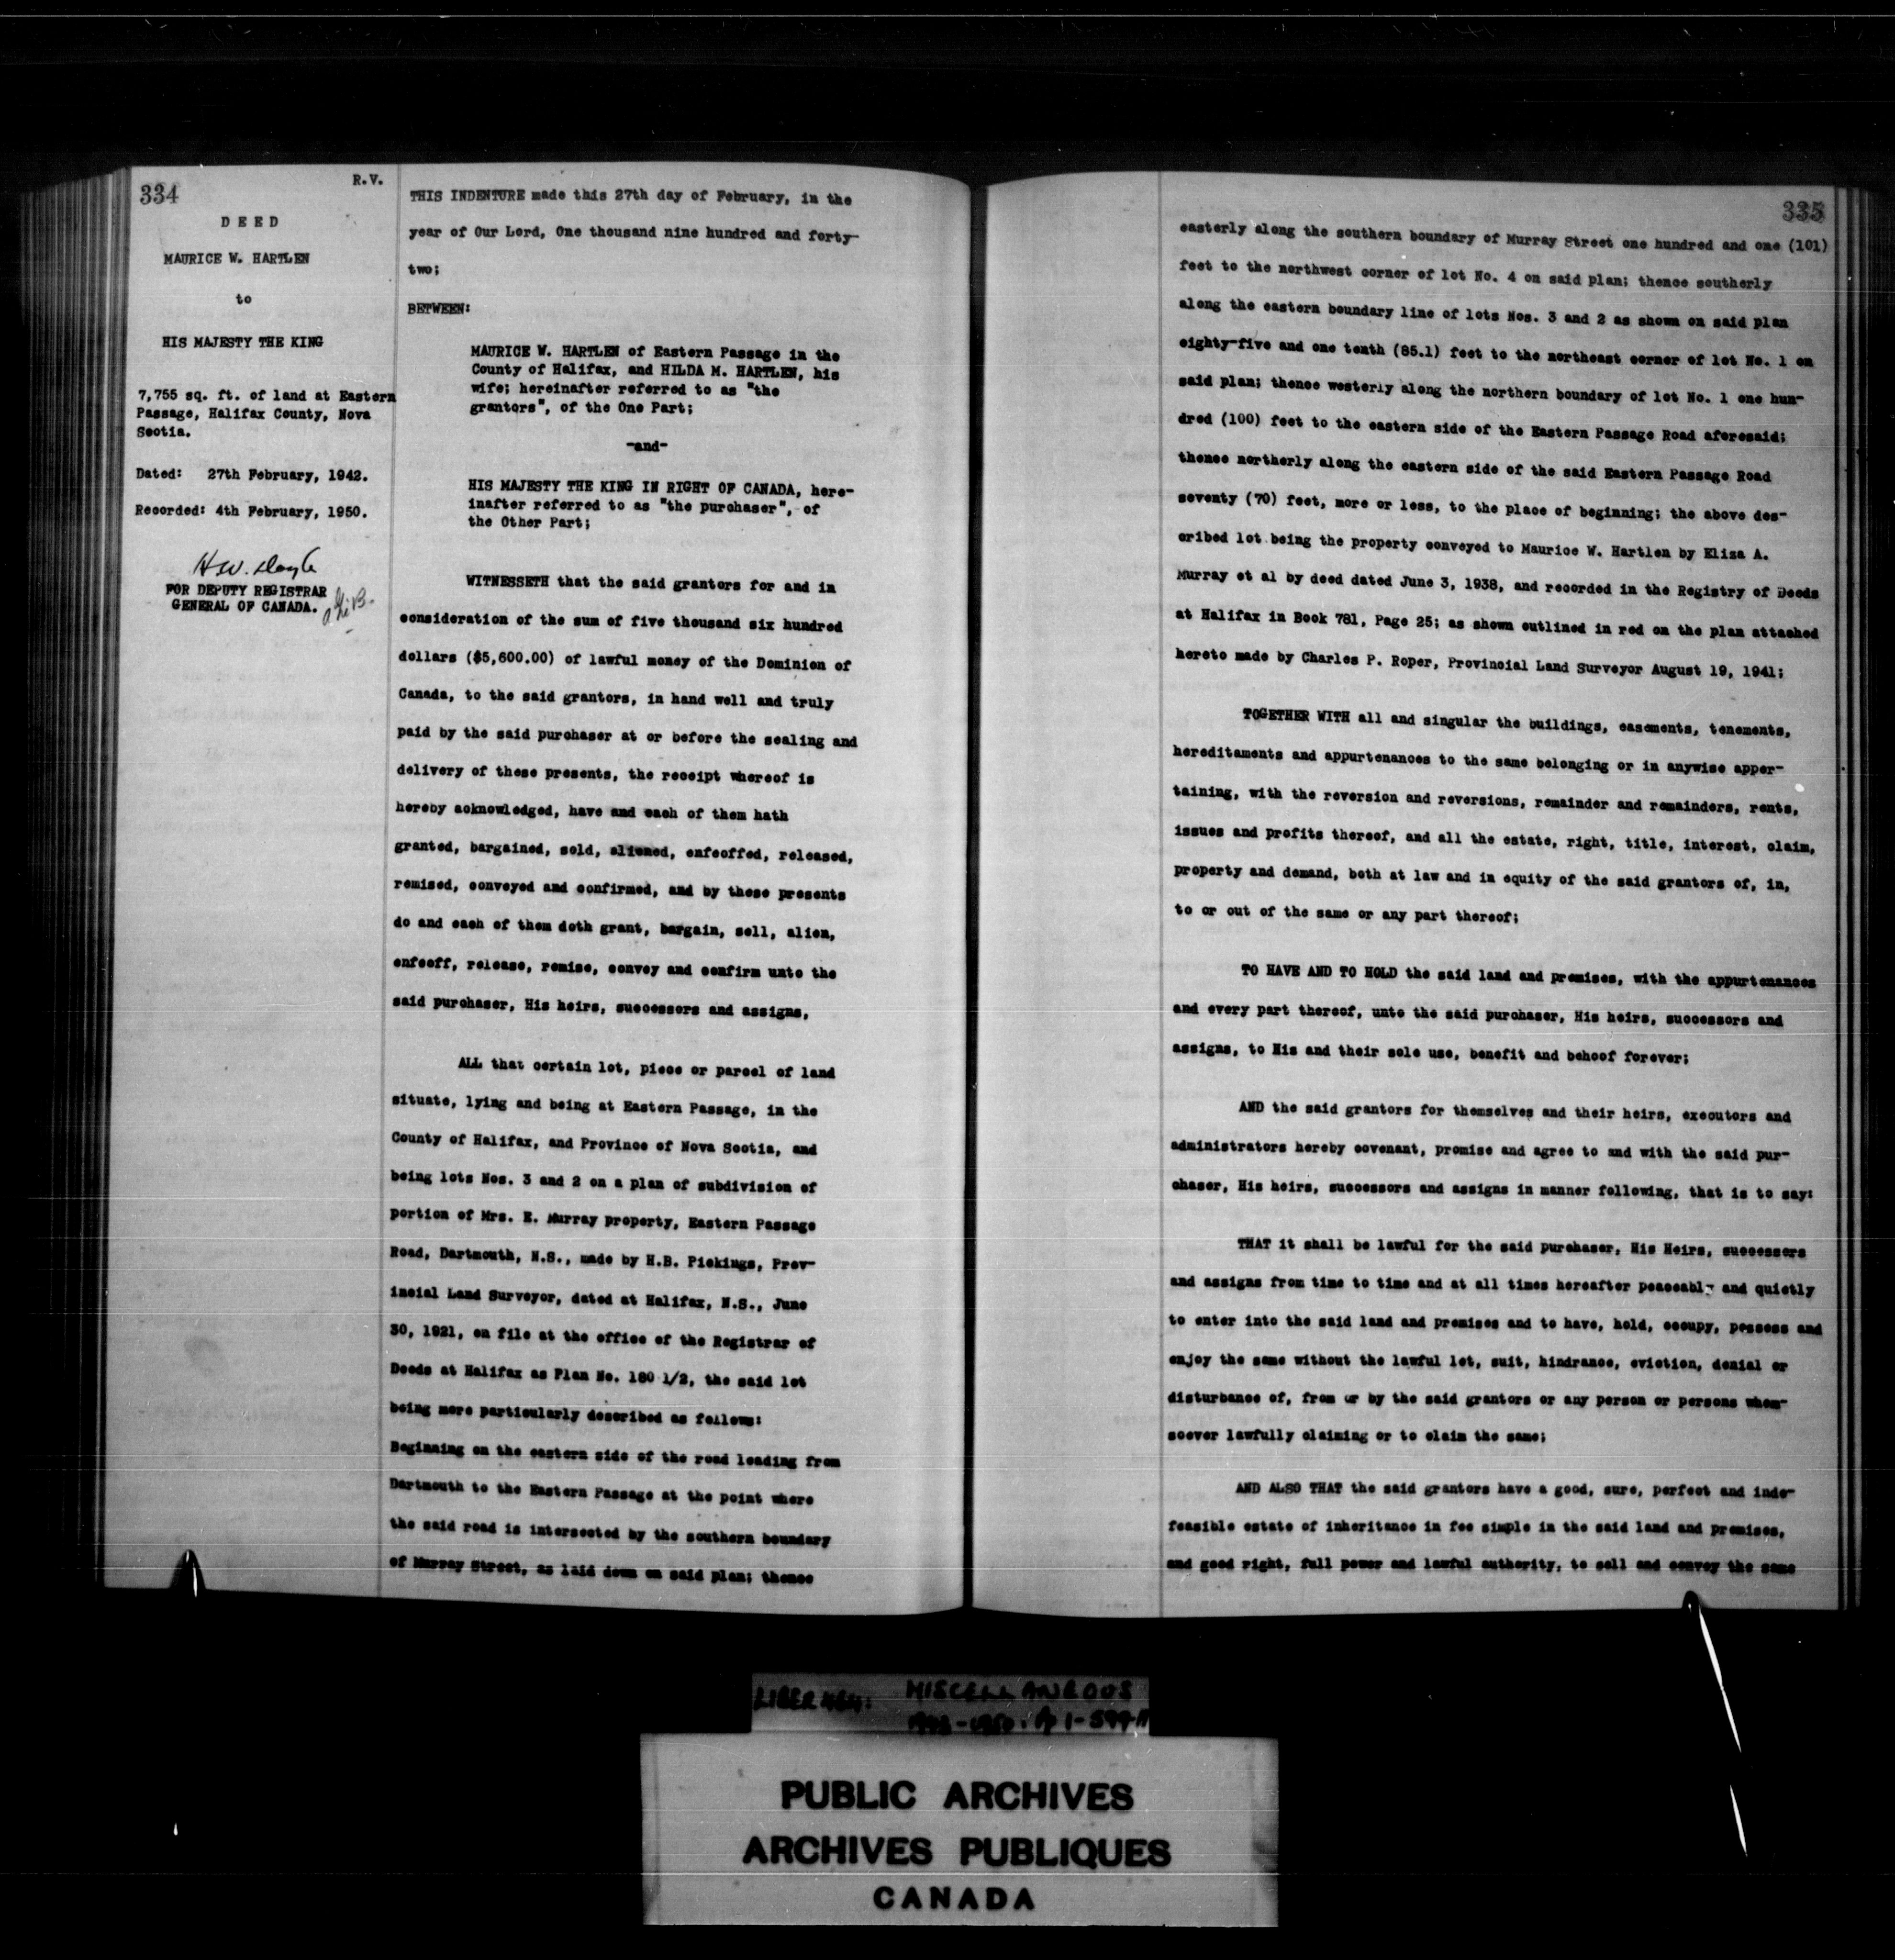 334
R.V.
DEED
MAURICE W. HARTLEN
to
HIS MAJESTY THE KING
7,755 sq. ft. of land at Eastern
Passage, Halifax County, Nova
Scotia.
Dated: 27th February, 1942.
Recorded: 4th February, 1950.
FOR DEPUTY REGISTRAR
GENERAL OF CANADA.
THIS INDENTURE made this 27th day of February, in the
year of Our Lord, One thousand nine hundred and forty-
two;
BETWEEN:
MAURICE W. HARTLEN of Eastern Passage in the
County of Halifax, and HILDA M. HARTLEN, his
wife; hereinafter referred to as "the
grantors", of the One Part;
-and-
HIS MAJESTY THE KING IN RIGHT OF CANADA, here-
inafter referred to as "the purchaser", of
the Other Part;
WITNESSETH that the said grantors for and in
consideration of the sum of five thousand six hundred
dollars ($5,600.00) of lawful money of the Dominion of
Canada, to the said grantors, in hand well and truly
paid by the said purchaser at or before the sealing and
delivery of these presents, the receipt whereof is
hereby acknowledged, have and each of them hath
granted, bargained, sold, aliened, enfeoffed, released,
remised, conveyed and confirmed, and by these presents
do and each of them doth grant, bargain, sell, alien,
enfeoff, release, remise, convey and confirm unto the
said purchaser, His heirs, successors and assigns,
ALL that certain lot, piece or parcel of land
situate, lying and being at Eastern Passage, in the
County of Halifax, and Province of Nova Scotia, and
being lots Nos. 3 and 2 on a plan of subdivision of
portion of Mrs. E. Murray property, Eastern Passage
Road, Dartmouth, N.S., made by H.B. Pickings, Prov-
incial Land Surveyor, dated at Halifax, N.S., June
30, 1921, on file at the office of the Registrar of
Deeds at Halifax as Plan No. 180 1/2, the said lot
being more particularly described as follows:
Beginning on the eastern side of the road leading from
Dartmouth to the Eastern Passage at the point where
the said road is intersected by the southern boundary
of Murray Street, as laid down on said plan; thence
335
easterly along the southern boundary of Murray Street one hundred and one (101)
feet to the northwest corner of lot No. 4 on said plan; thence southerly
along the eastern boundary line of lots Nos. 3 and 2 as shown on said plan
eighty-five and one tenth (85.1) feet to the northeast corner of lot No. 1 on
said plan; thence westerly along the northern boundary of lot No. 1 one hun-
dred (100) feet to the eastern side of the Eastern Passage Road aforesaid;
thence northerly along the eastern side of the said Eastern Passage Road
seventy (70) feet, more or less, to the place of beginning; the above des-
cribed lot being the property conveyed to Maurice W. Hartlen by Eliza A.
Murray et al by deed dated June 3, 1938, and recorded in the Registry of Deeds
at Halifax in Book 781, Page 25; as shown outlined in red on the plan attached
hereto made by Charles P. Roper, Provincial Land Surveyor August 19, 1941;
TOGETHER WITH all and singular the buildings, easements, tenements,
hereditaments and appurtenances to the same belonging or in anywise apper-
taining, with the reversion and reversions, remainder and remainders, rents,
issues and profits thereof, and all the estate, right, title, interest, claim,
property and demand, both at law and in equity of the said grantors of, in,
to or out of the same or any part thereof;
TO HAVE AND TO HOLD the said land and premises, with the appurtenances
and every part thereof, unto the said purchaser, His heirs, successors and
assigns, to His and their sole use, benefit and behoof forever;
AND the said grantors for themselves and their heirs, executors and
administrators hereby covenant, promise and agree to and with the said pur-
chaser, His heirs, successors and assigns in manner following, that is to say:
THAT it shall be lawful for the said purchaser, His Heirs, successors
and assigns from time to time and at all times hereafter peaceably and quietly
to enter into the said land and premises and to have, hold, occupy, possess and
enjoy the same without the lawful let, suit, hindrance, eviction, denial or
disturbance of, from or by the said grantors or any person or persons whom-
soever lawfully claiming or to claim the same;
AND ALSO THAT the said grantors have a good, sure, perfect and inde-
feasible estate of inheritance in fee simple in the said land and premises,
and good right, full power and lawful authority, to sell and convey the same
LIBER 464: MISCELLANEOUS
PUBLIC ARCHIVES
ARCHIVES PUBLIQUES
CANADA